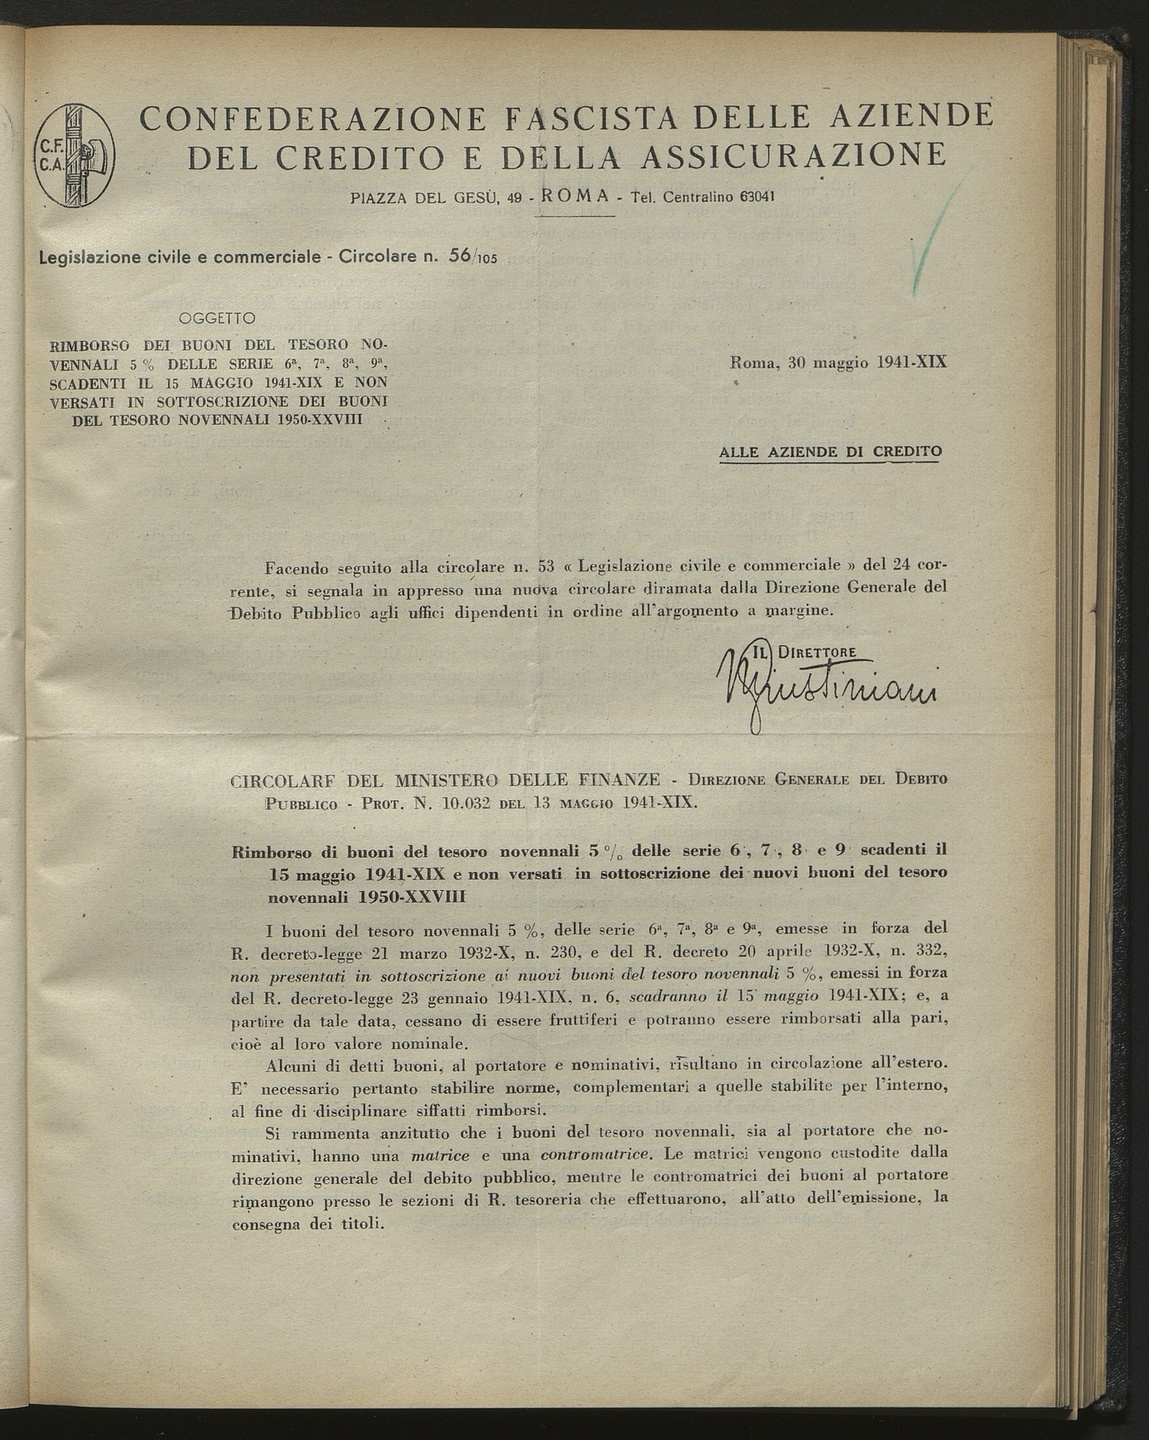 C.F.
C.A.
CONFEDERAZIONE FASCISTA DELLE AZIENDE
DEL CREDITO E DELLA ASSICURAZIONE
PIAZZA DEL GESÙ, 49 - ROMA - Tel. Centralino 63041
Legislazione civile e commerciale - Circolare n. 56/105
OGGETTO
RIMBORSO DEI BUONI DEL TESORO NO-
VENNALI 5 % DELLE SERIE 6ª, 7ª, 8ª, 9ª,
SCADENTI IL 15 MAGGIO 1941-XIX E NON
VERSATI IN SOTTOSCRIZIONE DEI BUONI
DEL TESORO NOVENNALI 1950-XXVIII
Roma, 30 maggio 1941-XIX
ALLE AZIENDE DI CREDITO
Facendo seguito alla circolare n. 53 « Legislazione civile e commerciale » del 24 cor-
rente, si segnala in appresso una nuova circolare diramata dalla Direzione Generale del
Debito Pubblico agli uffici dipendenti in ordine all'argomento a margine.
IL DIRETTORE
Giustiniani
CIRCOLARE DEL MINISTERO DELLE FINANZE - DIREZIONE GENERALE DEL DEBITO
PUBBLICO - PROT. N. 10.032 DEL 13 MAGGIO 1941-XIX.
Rimborso di buoni del tesoro novennali 5 % delle serie 6, 7, 8 e 9 scadenti il
15 maggio 1941-XIX e non versati in sottoscrizione dei nuovi buoni del tesoro
novennali 1950-XXVIII
I buoni del tesoro novennali 5 %, delle serie 6ª, 7ª, 8ª e 9ª, emesse in forza del
R. decreto-legge 21 marzo 1932-X, n. 230, e del R. decreto 20 aprile 1932-X, n. 332,
non presentati in sottoscrizione ai nuovi buoni del tesoro novennali 5 %, emessi in forza
del R. decreto-legge 23 gennaio 1941-XIX, n. 6, scadranno il 15 maggio 1941-XIX; e, a
partire da tale data, cessano di essere fruttiferi e potranno essere rimborsati alla pari,
cioè al loro valore nominale.
Alcuni di detti buoni, al portatore e nominativi, risultano in circolazione all'estero.
E' necessario pertanto stabilire norme, complementari a quelle stabilite per l'interno,
al fine di disciplinare siffatti rimborsi.
Si rammenta anzitutto che i buoni del tesoro novennali, sia al portatore che no-
minativi, hanno una matrice e una contromatrice. Le matrici vengono custodite dalla
direzione generale del debito pubblico, mentre le contromatrici dei buoni al portatore
rimangono presso le sezioni di R. tesoreria che effettuarono, all'atto dell'emissione, la
consegna dei titoli.